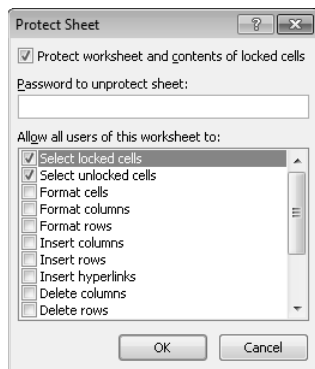 Protect Sheet
Protect worksheet and contents of locked cells
Password to unprotect sheet:
Allow all users of this worksheet to:
Select locked cells
Select unlocked cells
Format cells
Format columns
Format rows
Insert columns
Insert rows
Insert hyperlinks
Delete columns
Delete rows
OK Cancel